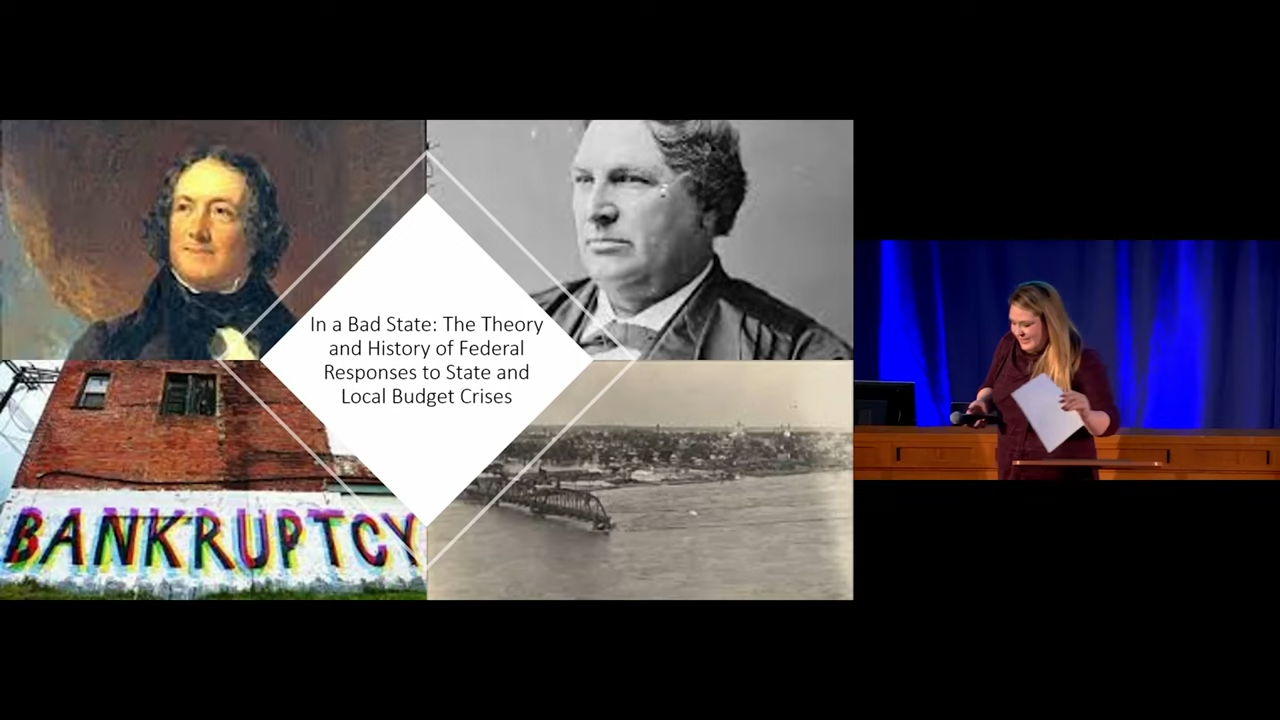 In a Bad State: The Theory
and History of Federal
Responses to State and
Local Budget Crises
BANKRUPTCY